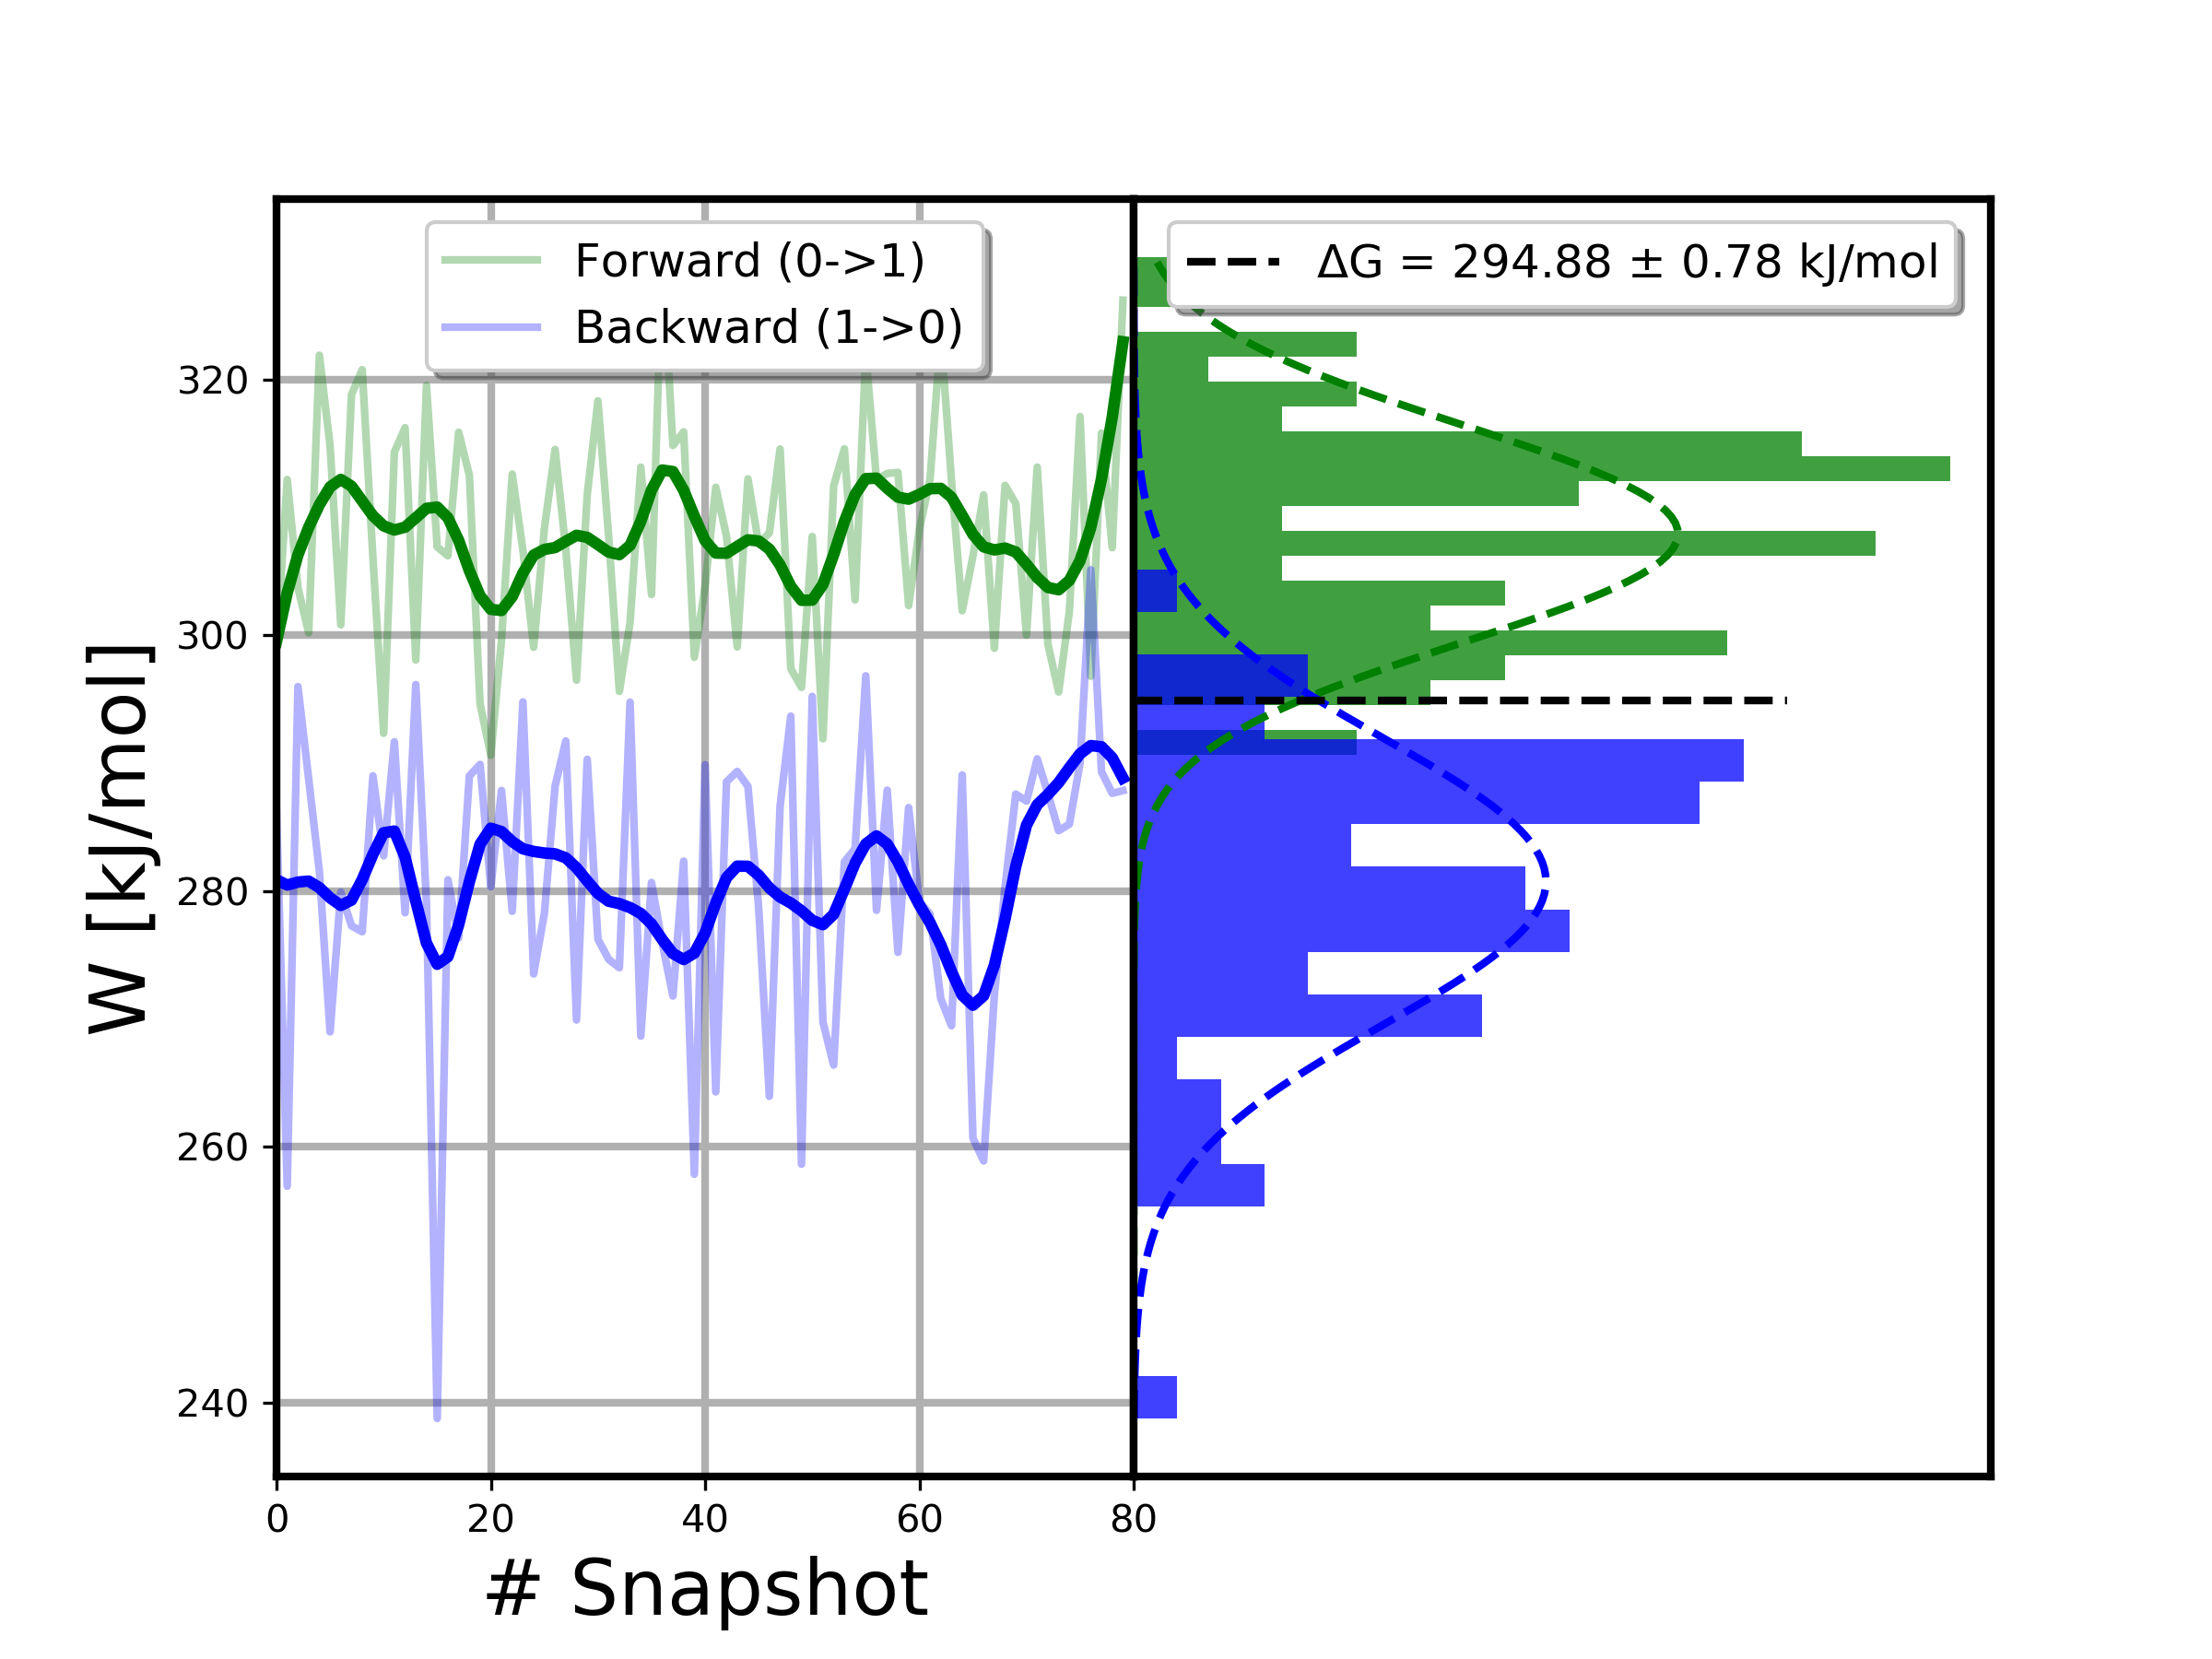 Forward (0->1)
Backward (1->0)
ΔG = 294.88 ± 0.78 kJ/mol
W [kJ/mol]
320
300
280
260
240
0 20 40 60 80
# Snapshot